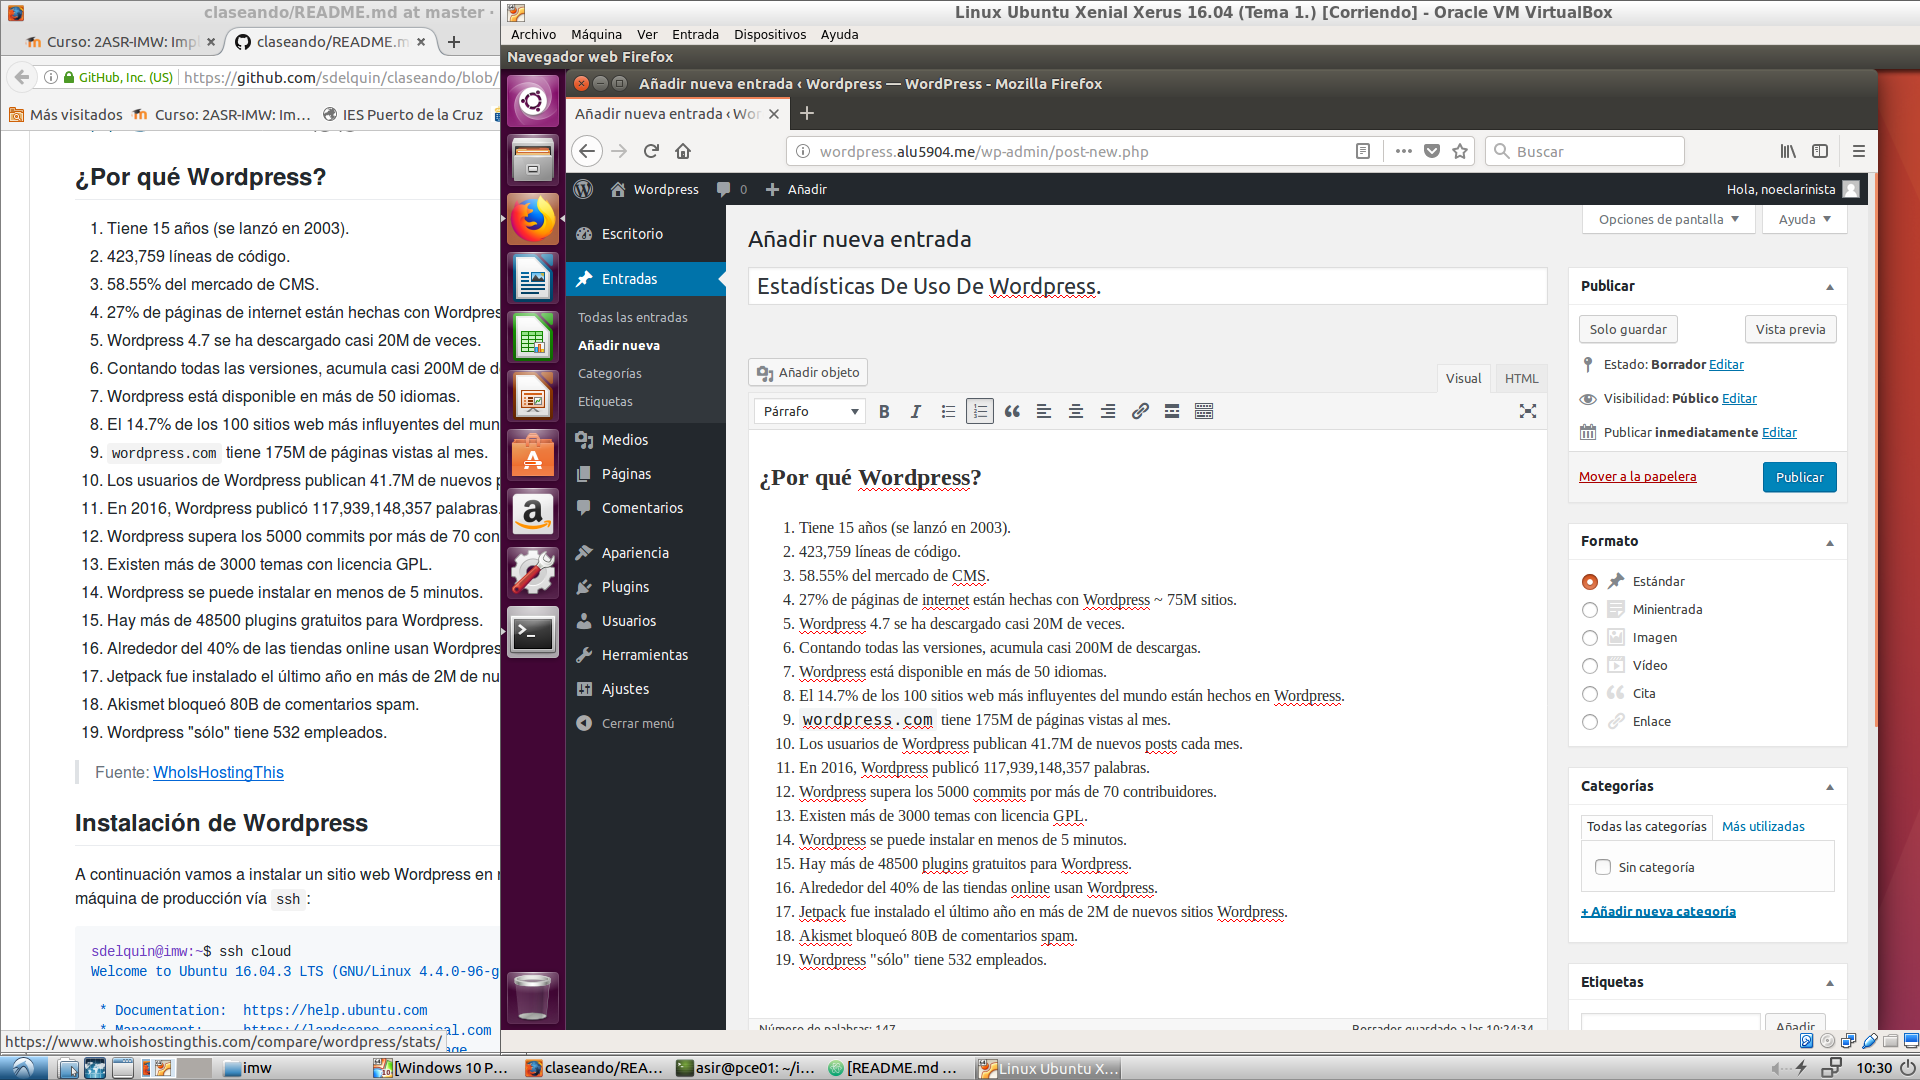 claseando/README.md at master ·
Curso: 2ASR-IMW: Impl
claseando/README.m
GitHub, Inc. (US)
https://github.com/sdelquin/claseando/blob/
Más visitados
Curso: 2ASR-IMW: Im...
IES Puerto de la Cruz
¿Por qué Wordpress?
1. Tiene 15 años (se lanzó en 2003).
2. 423,759 líneas de código.
3. 58.55% del mercado de CMS.
4. 27% de páginas de internet están hechas con Wordpres
5. Wordpress 4.7 se ha descargado casi 20M de veces.
6. Contando todas las versiones, acumula casi 200M de d
7. Wordpress está disponible en más de 50 idiomas.
8. El 14.7% de los 100 sitios web más influyentes del mun
9. wordpress.com tiene 175M de páginas vistas al mes.
10. Los usuarios de Wordpress publican 41.7M de nuevos p
11. En 2016, Wordpress publicó 117,939,148,357 palabras.
12. Wordpress supera los 5000 commits por más de 70 con
13. Existen más de 3000 temas con licencia GPL.
14. Wordpress se puede instalar en menos de 5 minutos.
15. Hay más de 48500 plugins gratuitos para Wordpress.
16. Alrededor del 40% de las tiendas online usan Wordpres
17. Jetpack fue instalado el último año en más de 2M de nu
18. Akismet bloqueó 80B de comentarios spam.
19. Wordpress "sólo" tiene 532 empleados.
Fuente: WhoIsHostingThis
Instalación de Wordpress
A continuación vamos a instalar un sitio web Wordpress en
máquina de producción vía ssh :
sdelquin@imw:~$ ssh cloud
Welcome to Ubuntu 16.04.3 LTS (GNU/Linux 4.4.0-96-g
* Documentation: https://help.ubuntu.com
* Management: https://landscape.canonical.com
https://www.whoishostingthis.com/compare/wordpress/stats/
Linux Ubuntu Xenial Xerus 16.04 (Tema 1.) [Corriendo] - Oracle VM VirtualBox
Archivo Máquina Ver Entrada Dispositivos Ayuda
Navegador web Firefox
Añadir nueva entrada ‹ Wordpress — WordPress - Mozilla Firefox
Añadir nueva entrada ‹ Wor
wordpress.alu5904.me/wp-admin/post-new.php
Buscar
Wordpress 0 Añadir
Hola, noeclarinista
Escritorio
Entradas
Todas las entradas
Añadir nueva
Categorías
Etiquetas
Medios
Páginas
Comentarios
Apariencia
Plugins
Usuarios
Herramientas
Ajustes
Cerrar menú
Opciones de pantalla
Ayuda
Añadir nueva entrada
Estadísticas De Uso De Wordpress.
Añadir objeto
Visual HTML
Párrafo
¿Por qué Wordpress?
1. Tiene 15 años (se lanzó en 2003).
2. 423,759 líneas de código.
3. 58.55% del mercado de CMS.
4. 27% de páginas de internet están hechas con Wordpress ~ 75M sitios.
5. Wordpress 4.7 se ha descargado casi 20M de veces.
6. Contando todas las versiones, acumula casi 200M de descargas.
7. Wordpress está disponible en más de 50 idiomas.
8. El 14.7% de los 100 sitios web más influyentes del mundo están hechos en Wordpress.
9. wordpress.com tiene 175M de páginas vistas al mes.
10. Los usuarios de Wordpress publican 41.7M de nuevos posts cada mes.
11. En 2016, Wordpress publicó 117,939,148,357 palabras.
12. Wordpress supera los 5000 commits por más de 70 contribuidores.
13. Existen más de 3000 temas con licencia GPL.
14. Wordpress se puede instalar en menos de 5 minutos.
15. Hay más de 48500 plugins gratuitos para Wordpress.
16. Alrededor del 40% de las tiendas online usan Wordpress.
17. Jetpack fue instalado el último año en más de 2M de nuevos sitios Wordpress.
18. Akismet bloqueó 80B de comentarios spam.
19. Wordpress "sólo" tiene 532 empleados.
Número de palabras: 147
Borrador guardado a las 10:24:34
Publicar
Solo guardar
Vista previa
Estado: Borrador Editar
Visibilidad: Público Editar
Publicar inmediatamente Editar
Mover a la papelera
Publicar
Formato
Estándar
Minientrada
Imagen
Vídeo
Cita
Enlace
Categorías
Todas las categorías
Más utilizadas
Sin categoría
+ Añadir nueva categoría
Etiquetas
Añadir
imw
[Windows 10 P...
claseando/REA...
asir@pce01: ~/i...
[README.md ...
Linux Ubuntu X...
10:30